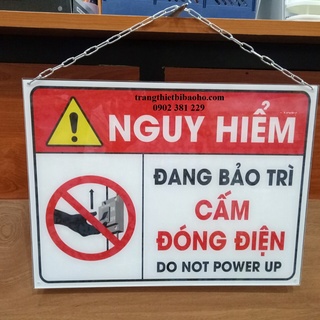 trangthietbibaoho.com
0902 381 229
NGUY HIỂM
ĐANG BẢO TRÌ
CẤM
ĐÓNG ĐIỆN
DO NOT POWER UP